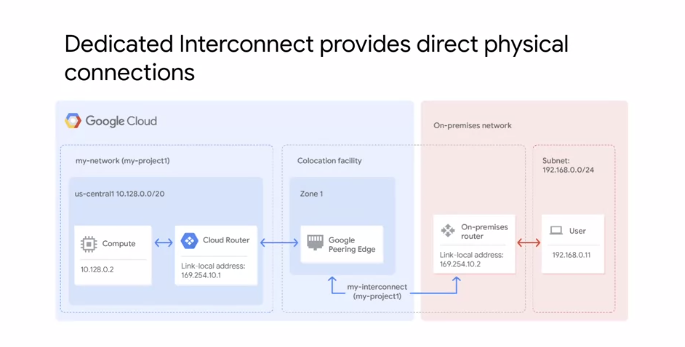 Dedicated Interconnect provides direct physical
connections
Google Cloud
On-premises network
my-network (my-project1)
Colocation facility
Subnet:
192.168.0.0/24
us-central1 10.128.0.0/20
Zone 1
Compute
10.128.0.2
Cloud Router
Link-local address:
169.254.10.1
Google
Peering Edge
On-premises
router
Link-local address:
169.254.10.2
User
192.168.0.11
my-interconnect
(my-project1)